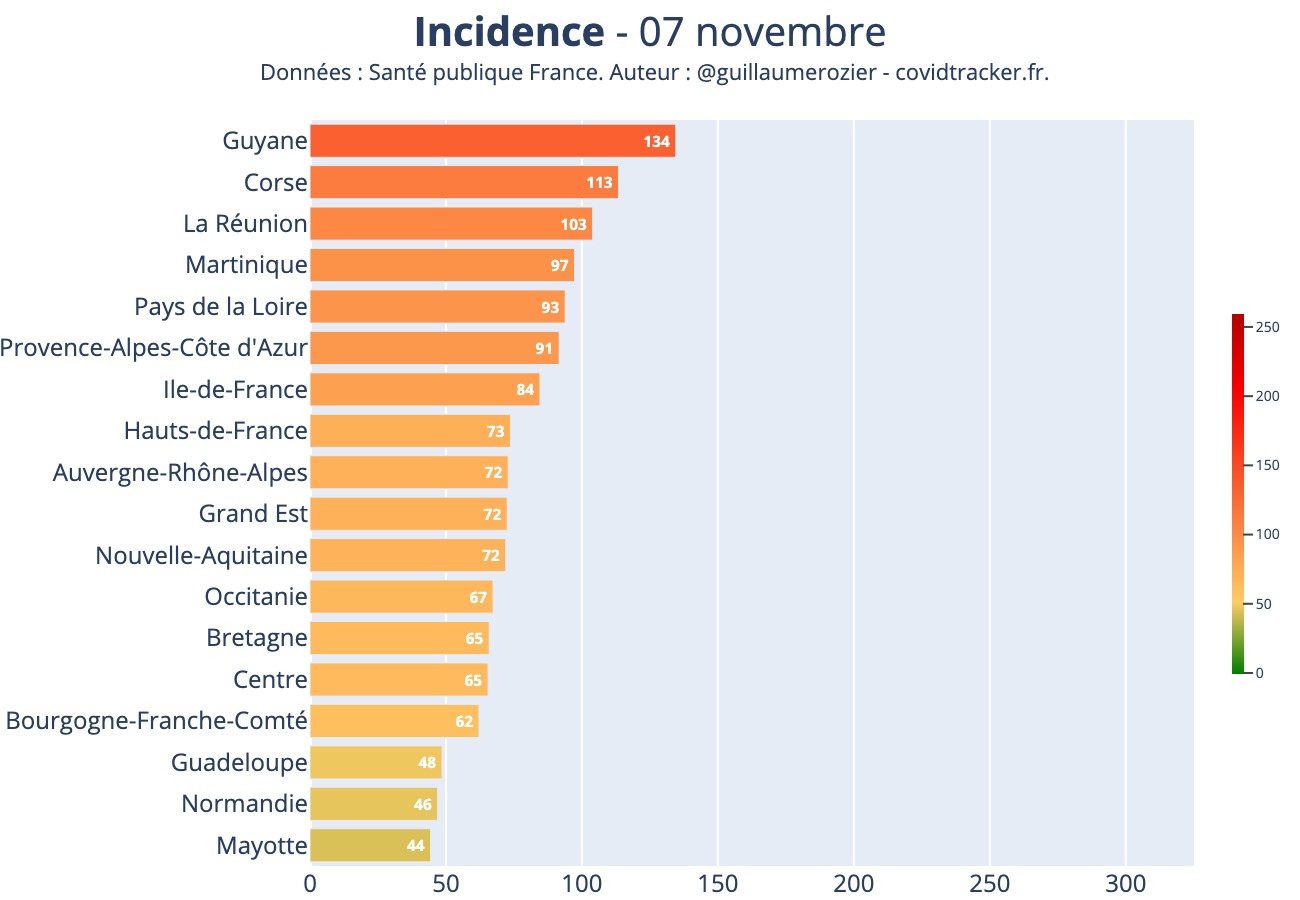 Incidence - 07 novembre
Données : Santé publique France. Auteur : @guillaumerozier - covidtracker.fr.
Guyane 134
Corse 113
La Réunion 103
Martinique 97
Pays de la Loire 93
Provence-Alpes-Côte d'Azur 91
Ile-de-France 84
Hauts-de-France 73
Auvergne-Rhône-Alpes 72
Grand Est 72
Nouvelle-Aquitaine 72
Occitanie 67
Bretagne 65
Centre 65
Bourgogne-Franche-Comté 62
Guadeloupe 48
Normandie 46
Mayotte 44
0 50 100 150 200 250 300
250
200
150
100
50
0